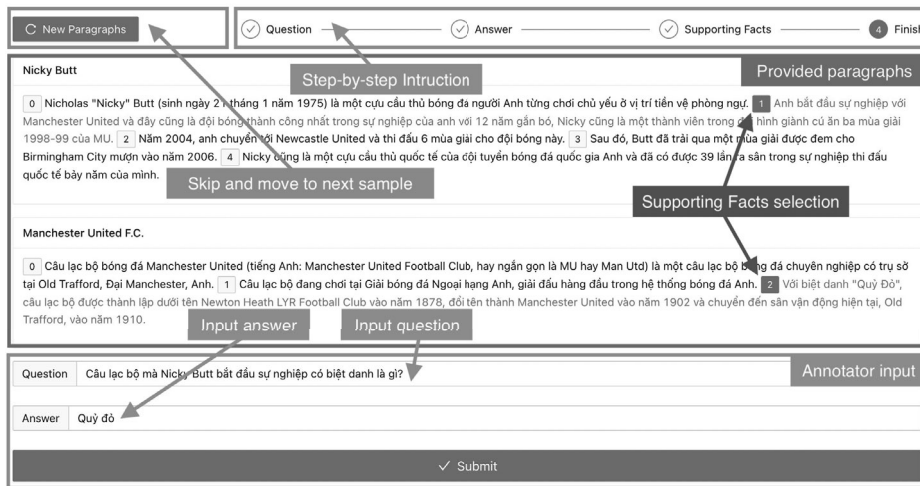 New Paragraphs
Question
Answer
Supporting Facts
4 Finish
Step-by-step Intruction
Nicky Butt
Provided paragraphs
0 Nicholas "Nicky" Butt (sinh ngày 21 tháng 1 năm 1975) là một cựu cầu thủ bóng đá người Anh từng chơi chủ yếu ở vị trí tiền vệ phòng ngự. 1 Anh bắt đầu sự nghiệp với
Manchester United và đây cũng là đội bóng thành công nhất trong sự nghiệp của anh với 12 năm gắn bó, Nicky cũng là một thành viên trong đội hình giành cú ăn ba mùa giải
1998-99 của MU. 2 Năm 2004, anh chuyển tới Newcastle United và thi đấu 6 mùa giải cho đội bóng này. 3 Sau đó, Butt đã trải qua một mùa giải được đem cho
Birmingham City mượn vào năm 2006. 4 Nicky cũng là một cựu cầu thủ quốc tế của đội tuyển bóng đá quốc gia Anh và đã có được 39 lần ra sân trong sự nghiệp thi đấu
quốc tế bảy năm của mình.
Skip and move to next sample
Supporting Facts selection
Manchester United F.C.
0 Câu lạc bộ bóng đá Manchester United (tiếng Anh: Manchester United Football Club, hay ngắn gọn là MU hay Man Utd) là một câu lạc bộ bóng đá chuyên nghiệp có trụ sở
tại Old Trafford, Đại Manchester, Anh. 1 Câu lạc bộ đang chơi tại Giải bóng đá Ngoại hạng Anh, giải đấu hàng đầu trong hệ thống bóng đá Anh. 2 Với biệt danh "Quỷ Đỏ",
câu lạc bộ được thành lập dưới tên Newton Heath LYR Football Club vào năm 1878, đổi tên thành Manchester United vào năm 1902 và chuyển đến sân vận động hiện tại, Old
Trafford, vào năm 1910.
Input answer
Input question
Question Câu lạc bộ mà Nicky Butt bắt đầu sự nghiệp có biệt danh là gì?
Annotator input
Answer Quỷ đỏ
Submit